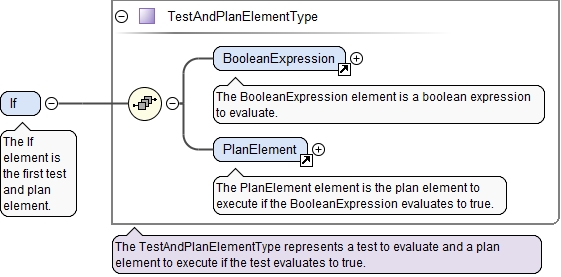 TestAndPlanElementType
BooleanExpression
The BooleanExpression element is a boolean expression
to evaluate.
If
The If
element is
the first test
and plan
element.
PlanElement
The PlanElement element is the plan element to
execute if the BooleanExpression evaluates to true.
The TestAndPlanElementType represents a test to evaluate and a plan
element to execute if the test evaluates to true.